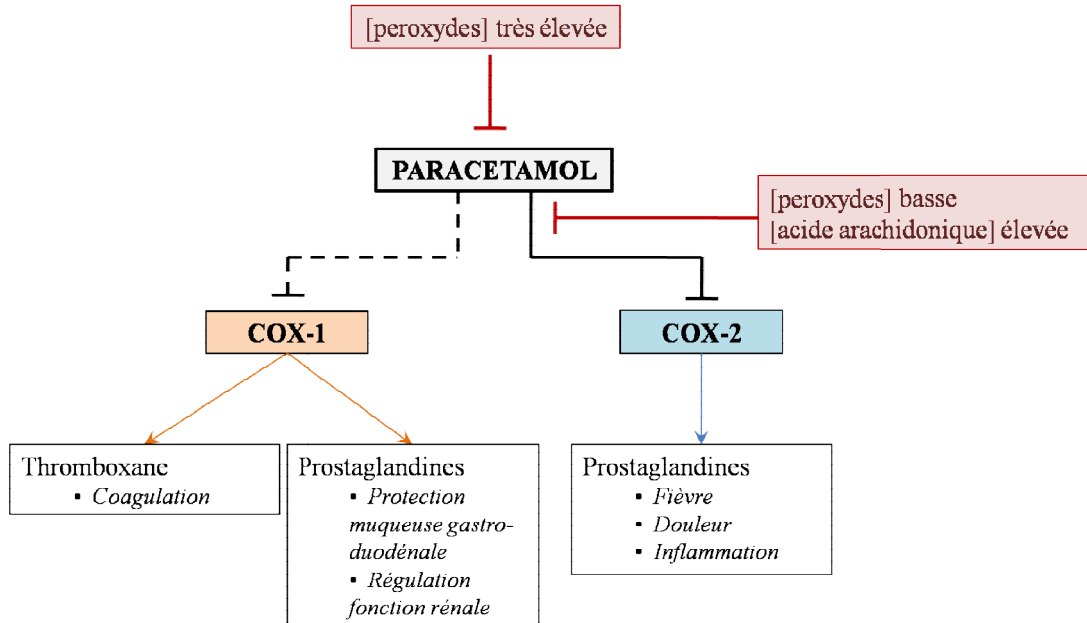 [peroxydes] très élevée
PARACETAMOL
[peroxydes] basse
[acide arachidonique] élevée
COX-1
COX-2
Thromboxane
▪ Coagulation
Prostaglandines
▪ Protection
muqueuse gastro-
duodénale
▪ Régulation
fonction rénale
Prostaglandines
▪ Fièvre
▪ Douleur
▪ Inflammation